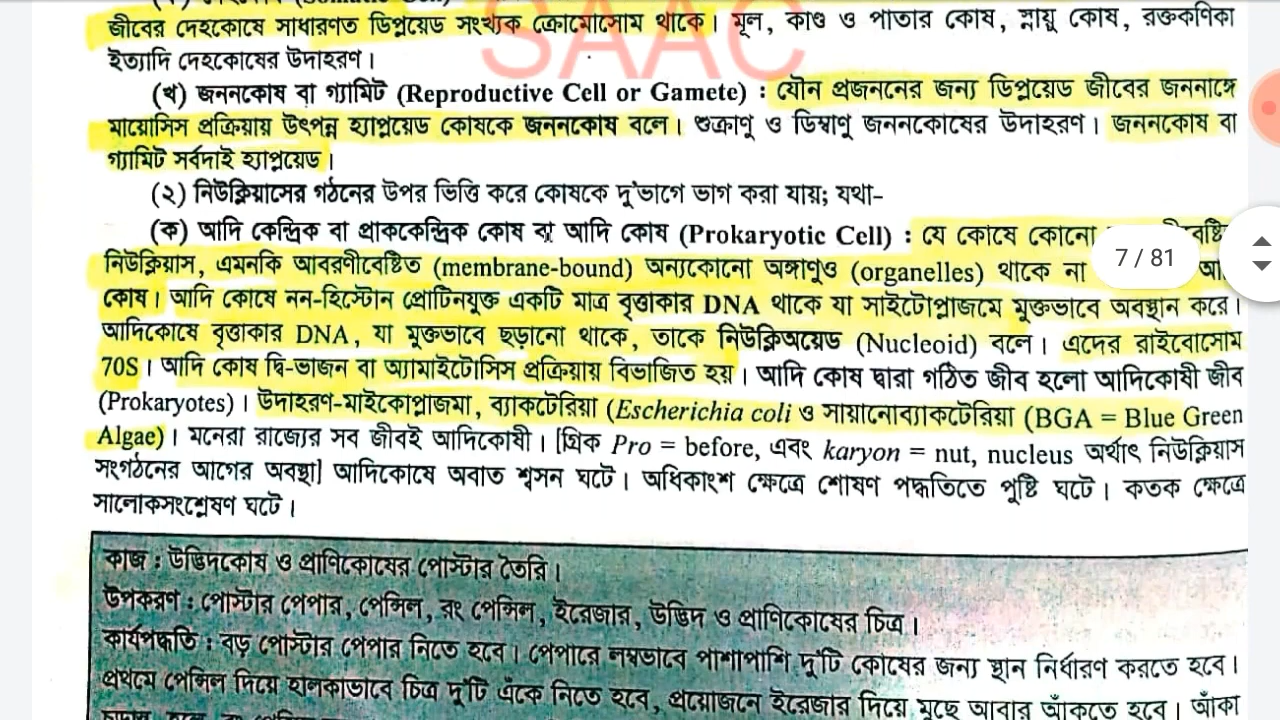 জীবের দেহকোষে সাধারণত ডিপ্লয়েড সংখ্যক ক্রোমোসোম থাকে। মূল, কাণ্ড ও পাতার কোষ, স্নায়ু কোষ, রক্তকণিকা
SAAC
ইত্যাদি দেহকোষের উদাহরণ।
(খ) জননকোষ বা গ্যামিট (Reproductive Cell or Gamete) : যৌন প্রজননের জন্য ডিপ্লয়েড জীবের জননাঙ্গে
মায়োসিস প্রক্রিয়ায় উৎপন্ন হ্যাপ্লয়েড কোষকে জননকোষ বলে। শুক্রাণু ও ডিম্বাণু জননকোষের উদাহরণ। জননকোষ বা
গ্যামিট সর্বদাই হ্যাপ্লয়েড।
(২) নিউক্লিয়াসের গঠনের উপর ভিত্তি করে কোষকে দু'ভাগে ভাগ করা যায়; যথা-
(ক) আদি কেন্দ্রিক বা প্রাককেন্দ্রিক কোষ বা আদি কোষ (Prokaryotic Cell) : যে কোষে কোনো
7 / 81
নিউক্লিয়াস, এমনকি আবরণীবেষ্টিত (membrane-bound) অন্যকোনো অঙ্গাণুও (organelles) থাকে না
কোষ। আদি কোষে নন-হিস্টোন প্রোটিনযুক্ত একটি মাত্র বৃত্তাকার DNA থাকে যা সাইটোপ্লাজমে মুক্তভাবে অবস্থান করে।
আদিকোষে বৃত্তাকার DNA, যা মুক্তভাবে ছড়ানো থাকে, তাকে নিউক্লিঅয়েড (Nucleoid) বলে। এদের রাইবোসোম
70S। আদি কোষ দ্বি-ভাজন বা অ্যামাইটোসিস প্রক্রিয়ায় বিভাজিত হয়। আদি কোষ দ্বারা গঠিত জীব হলো আদিকোষী জীব
(Prokaryotes)। উদাহরণ-মাইকোপ্লাজমা, ব্যাকটেরিয়া (Escherichia coli ও সায়ানোব্যাকটেরিয়া (BGA = Blue Green
Algae)। মনেরা রাজ্যের সব জীবই আদিকোষী। [গ্রিক Pro = before, এবং karyon = nut, nucleus অর্থাৎ নিউক্লিয়াস
সংগঠনের আগের অবস্থা] আদিকোষে অবাত শ্বসন ঘটে। অধিকাংশ ক্ষেত্রে শোষণ পদ্ধতিতে পুষ্টি ঘটে। কতক ক্ষেত্রে
সালোকসংশ্লেষণ ঘটে।
কাজ : উদ্ভিদকোষ ও প্রাণিকোষের পোস্টার তৈরি।
উপকরণ : পোস্টার পেপার, পেন্সিল, রং পেন্সিল, ইরেজার, উদ্ভিদ ও প্রাণিকোষের চিত্র।
কার্যপদ্ধতি : বড় পোস্টার পেপার নিতে হবে। পেপারে লম্বভাবে পাশাপাশি দু'টি কোষের জন্য স্থান নির্ধারণ করতে হবে।
প্রথমে পেন্সিল দিয়ে হালকাভাবে চিত্র দু'টি এঁকে নিতে হবে, প্রয়োজনে ইরেজার দিয়ে মুছে আবার আঁকতে হবে। আঁকা